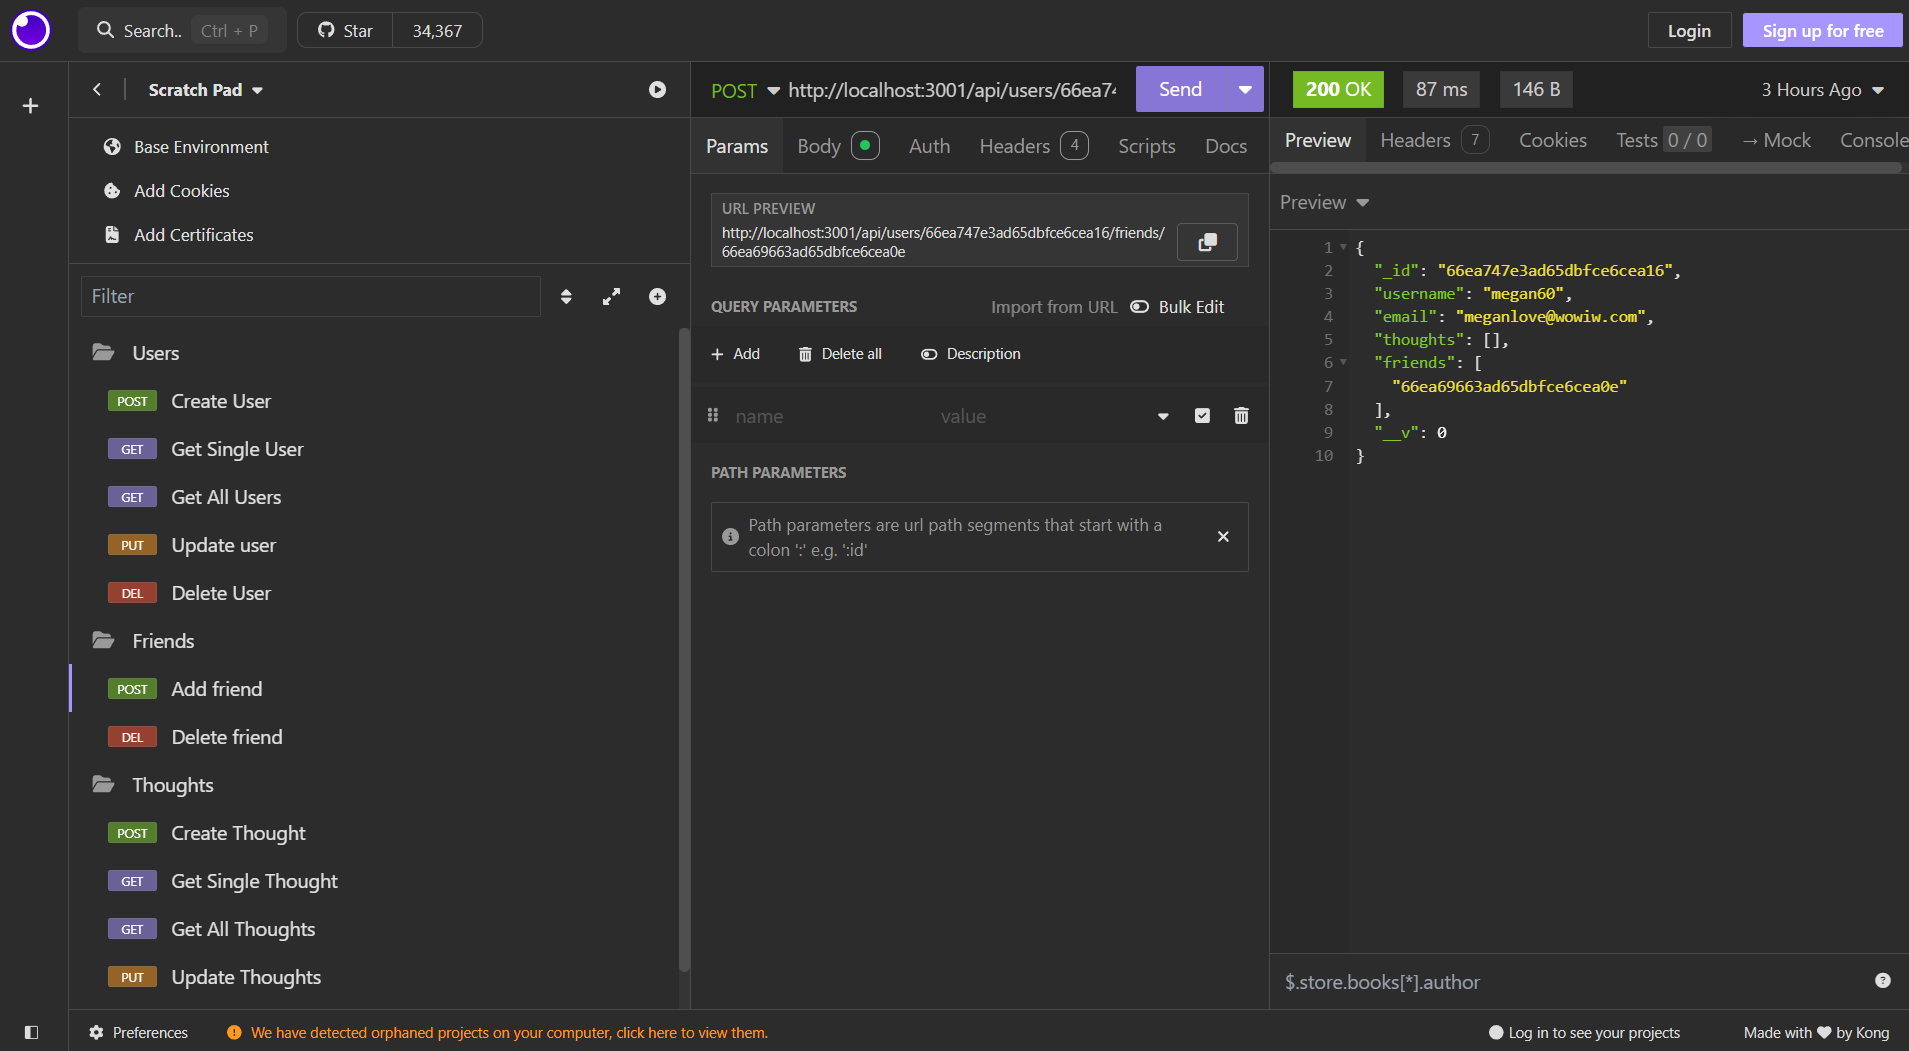 Search.. Ctrl + P
Star 34,367
Login
Sign up for free
Scratch Pad
Base Environment
Add Cookies
Add Certificates
Filter
Users
POST Create User
GET Get Single User
GET Get All Users
PUT Update user
DEL Delete User
Friends
POST Add friend
DEL Delete friend
Thoughts
POST Create Thought
GET Get Single Thought
GET Get All Thoughts
PUT Update Thoughts
POST http://localhost:3001/api/users/66ea74
Send
Params Body Auth Headers 4 Scripts Docs
URL PREVIEW
http://localhost:3001/api/users/66ea747e3ad65dbfce6cea16/friends/
66ea69663ad65dbfce6cea0e
QUERY PARAMETERS Import from URL Bulk Edit
+ Add Delete all Description
name value
PATH PARAMETERS
Path parameters are url path segments that start with a
colon ':' e.g. ':id'
200 OK 87 ms 146 B 3 Hours Ago
Preview Headers 7 Cookies Tests 0 / 0 → Mock Console
Preview
1 {
2 "_id": "66ea747e3ad65dbfce6cea16",
3 "username": "megan60",
4 "email": "meganlove@wowiw.com",
5 "thoughts": [],
6 "friends": [
7 "66ea69663ad65dbfce6cea0e"
8 ],
9 "__v": 0
10 }
$.store.books[*].author
Preferences
We have detected orphaned projects on your computer, click here to view them.
Log in to see your projects
Made with ♥ by Kong